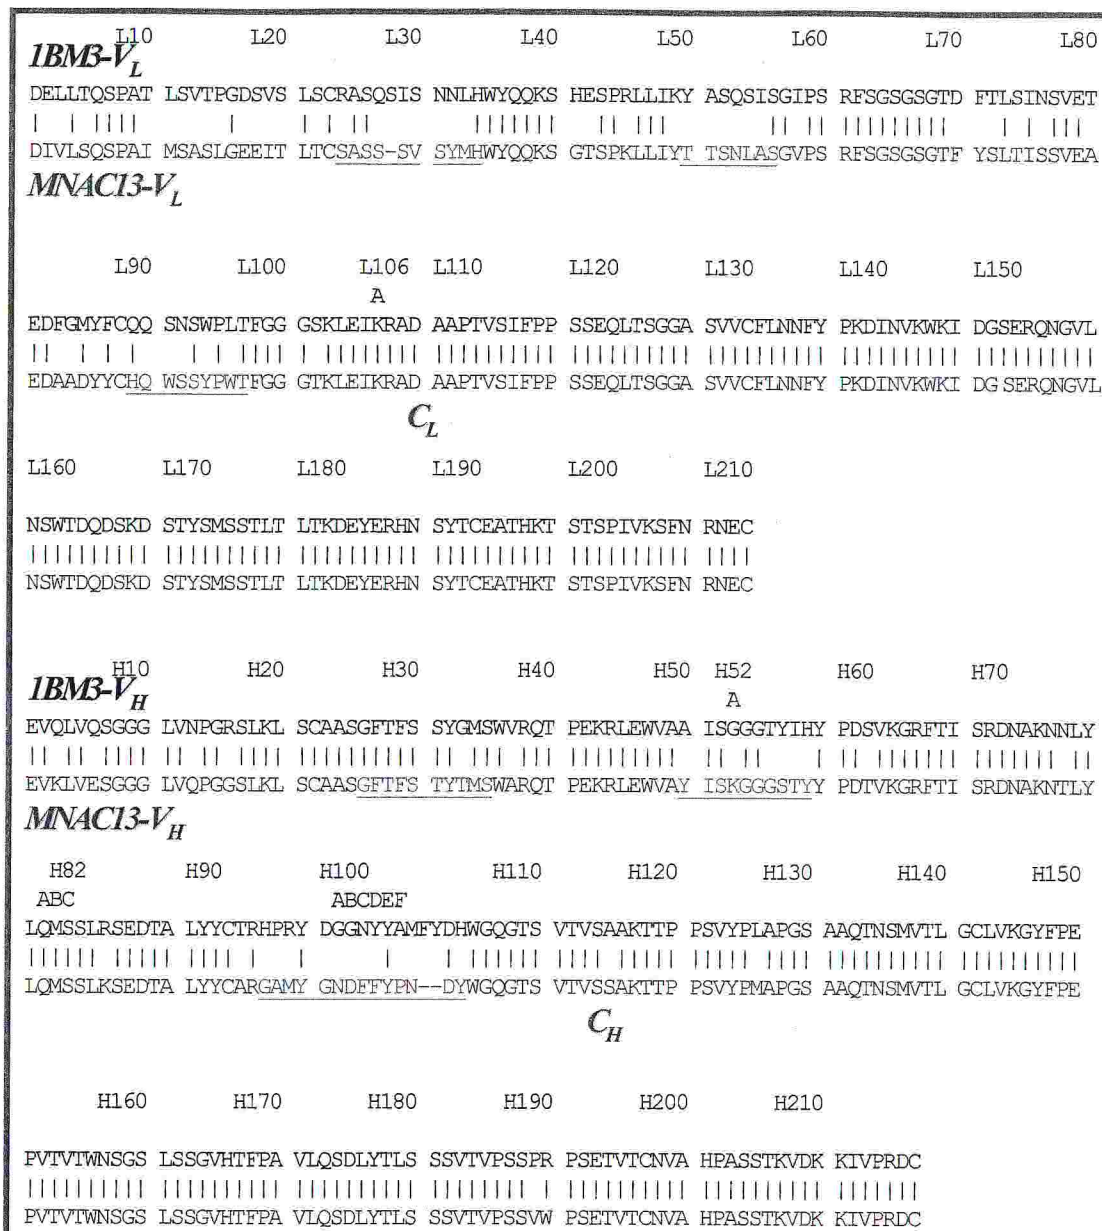 L10 L20 L30 L40 L50 L60 L70 L80
1BM3-VL
DELLTQSPAT LSVTPGDSVS LSCRASQSIS NNLHWYQQKS HESPRLLIKY ASQSISGIPS RFSGSGSGTD FTLSINSVET
DIVLSQSPAI MSASLGEEIT LTCSASS-SV SYMHWYQQKS GTSPKLLIYT TSNLASGVPS RFSGSGSGTF YSLTISSVEA
MNAC13-VL
L90 L100 L106 L110 L120 L130 L140 L150
A
EDFGMYFCQQ SNSWPLTFGG GSKLEIKRAD AAPTVSIFPP SSEQLTSGGA SVVCFLNNFY PKDINVKWKI DGSERQNGVL
EDAADYYCHQ WSSYPWTFGG GTKLEIKRAD AAPTVSIFPP SSEQLTSGGA SVVCFLNNFY PKDINVKWKI DGSERQNGVL
CL
L160 L170 L180 L190 L200 L210
NSWTDQDSKD STYSMSSTLT LTKDEYERHN SYTCEATHKT STSPIVKSFN RNEC
NSWTDQDSKD STYSMSSTLT LTKDEYERHN SYTCEATHKT STSPIVKSFN RNEC
H10 H20 H30 H40 H50 H52 H60 H70
1BM3-VH
A
EVQLVQSGGG LVNPGRSLKL SCAASGFTFS SYGMSWVRQT PEKRLEWVAA ISGGGTYIHY PDSVKGRFTI SRDNAKNNLY
EVKLVESGGG LVQPGGSLKL SCAASGFTFS TYTMSWARQT PEKRLEWVAY ISKGGGSTYY PDTVKGRFTI SRDNAKNTLY
MNAC13-VH
H82 H90 H100 H110 H120 H130 H140 H150
ABC ABCDEF
LQMSSLRSEDTA LYYCTRHPRY DGGNYYAMFYDHWGQGTS VTVSAAKTTP PSVYPLAPGS AAQTNSMVTL GCLVKGYFPE
LQMSSLKSEDTA LYYCARGAMY GNDFFYPN--DYWGQGTS VTVSSAKTTP PSVYPMAPGS AAQTNSMVTL GCLVKGYFPE
CH
H160 H170 H180 H190 H200 H210
PVTVTWNSGS LSSGVHTFPA VLQSDLYTLS SSVTVPSSPR PSETVTCNVA HPASSTKVDK KIVPRDC
PVTVTWNSGS LSSGVHTFPA VLQSDLYTLS SSVTVPSSVW PSETVTCNVA HPASSTKVDK KIVPRDC